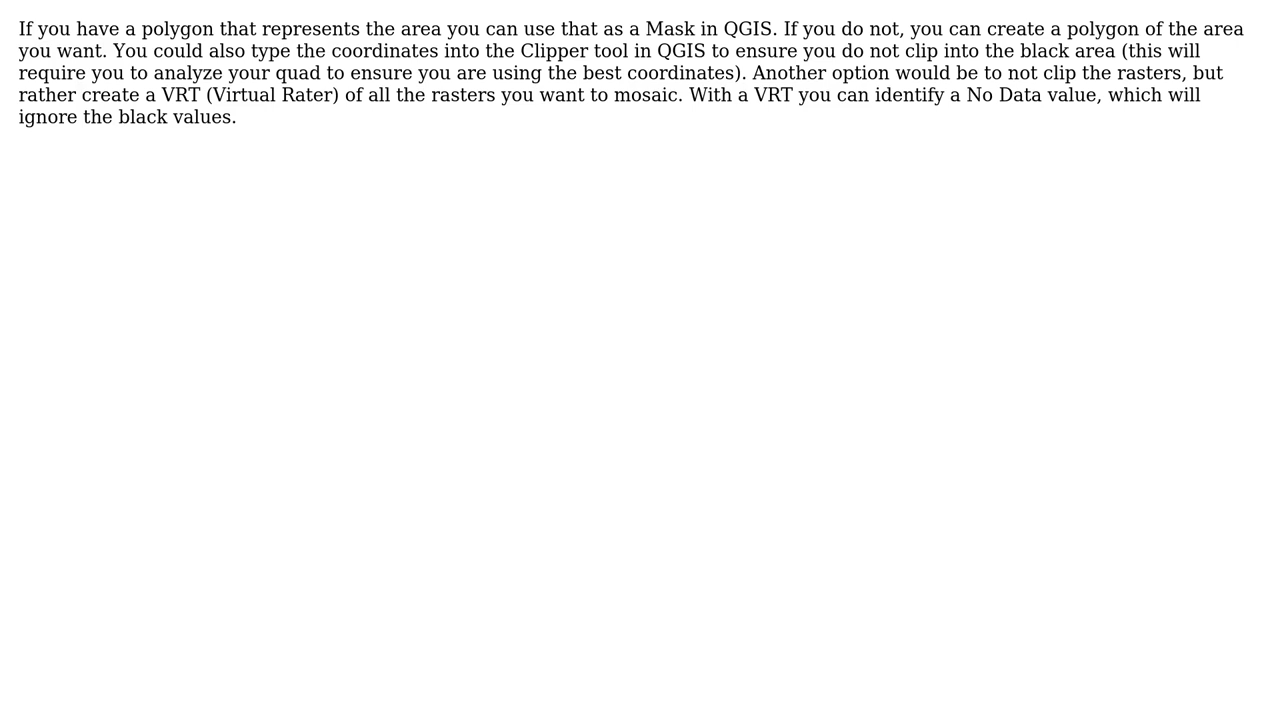 If you have a polygon that represents the area you can use that as a Mask in QGIS. If you do not, you can create a polygon of the area
you want. You could also type the coordinates into the Clipper tool in QGIS to ensure you do not clip into the black area (this will
require you to analyze your quad to ensure you are using the best coordinates). Another option would be to not clip the rasters, but
rather create a VRT (Virtual Rater) of all the rasters you want to mosaic. With a VRT you can identify a No Data value, which will
ignore the black values.